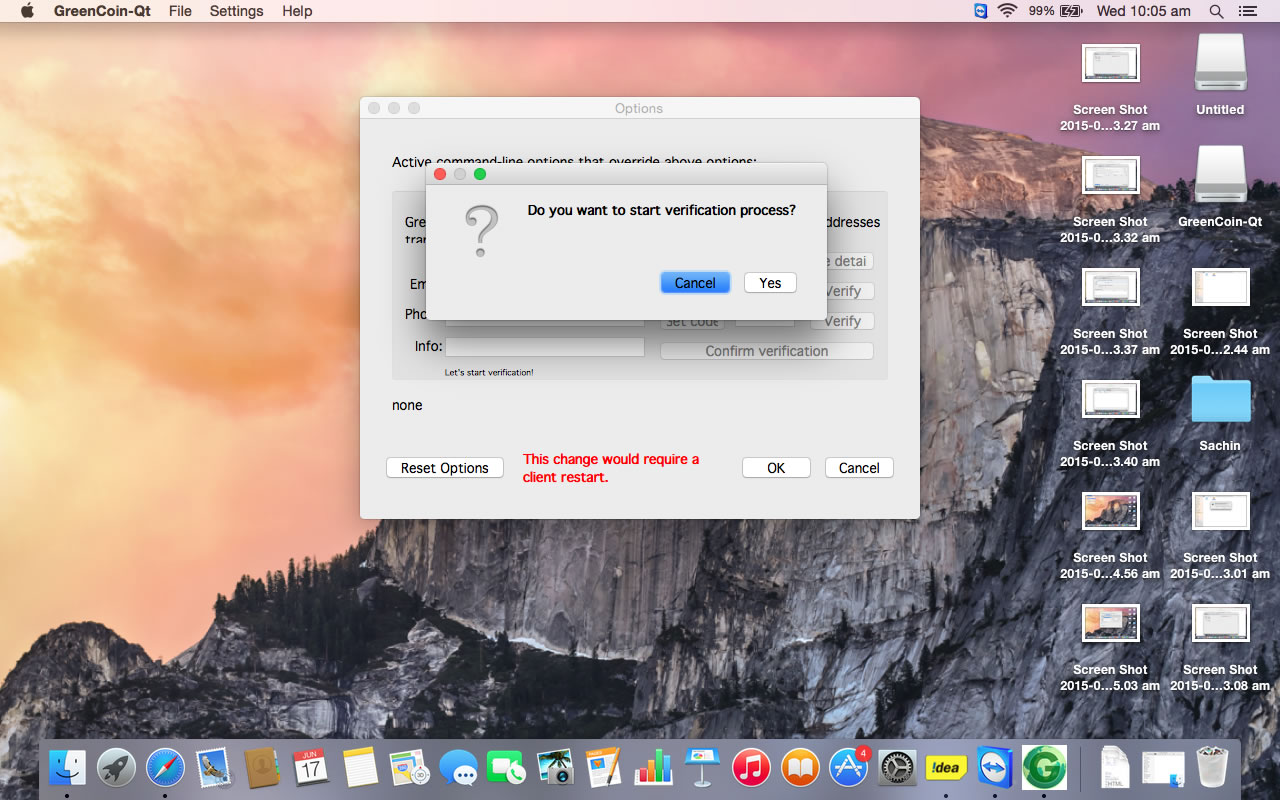 GreenCoin-Qt File Settings Help
99% Wed 10:05 am
Options
Active command-line options that override above options:
Do you want to start verification process?
Cancel Yes
Gre
ddresses
tran
e detai
Em
Verify
Pho
Set code
Verify
Info:
Confirm verification
Let's start verification!
none
Reset Options
This change would require a
client restart.
OK Cancel
Screen Shot
2015-0...3.27 am
Untitled
Screen Shot
2015-0...3.32 am
GreenCoin-Qt
Screen Shot
2015-0...3.37 am
Screen Shot
2015-0...2.44 am
Screen Shot
2015-0...3.40 am
Sachin
Screen Shot
2015-0...4.56 am
Screen Shot
2015-0...3.01 am
Screen Shot
2015-0...5.03 am
Screen Shot
2015-0...3.08 am
JUN
17
3D
PAGES
4
!dea
G
HTML